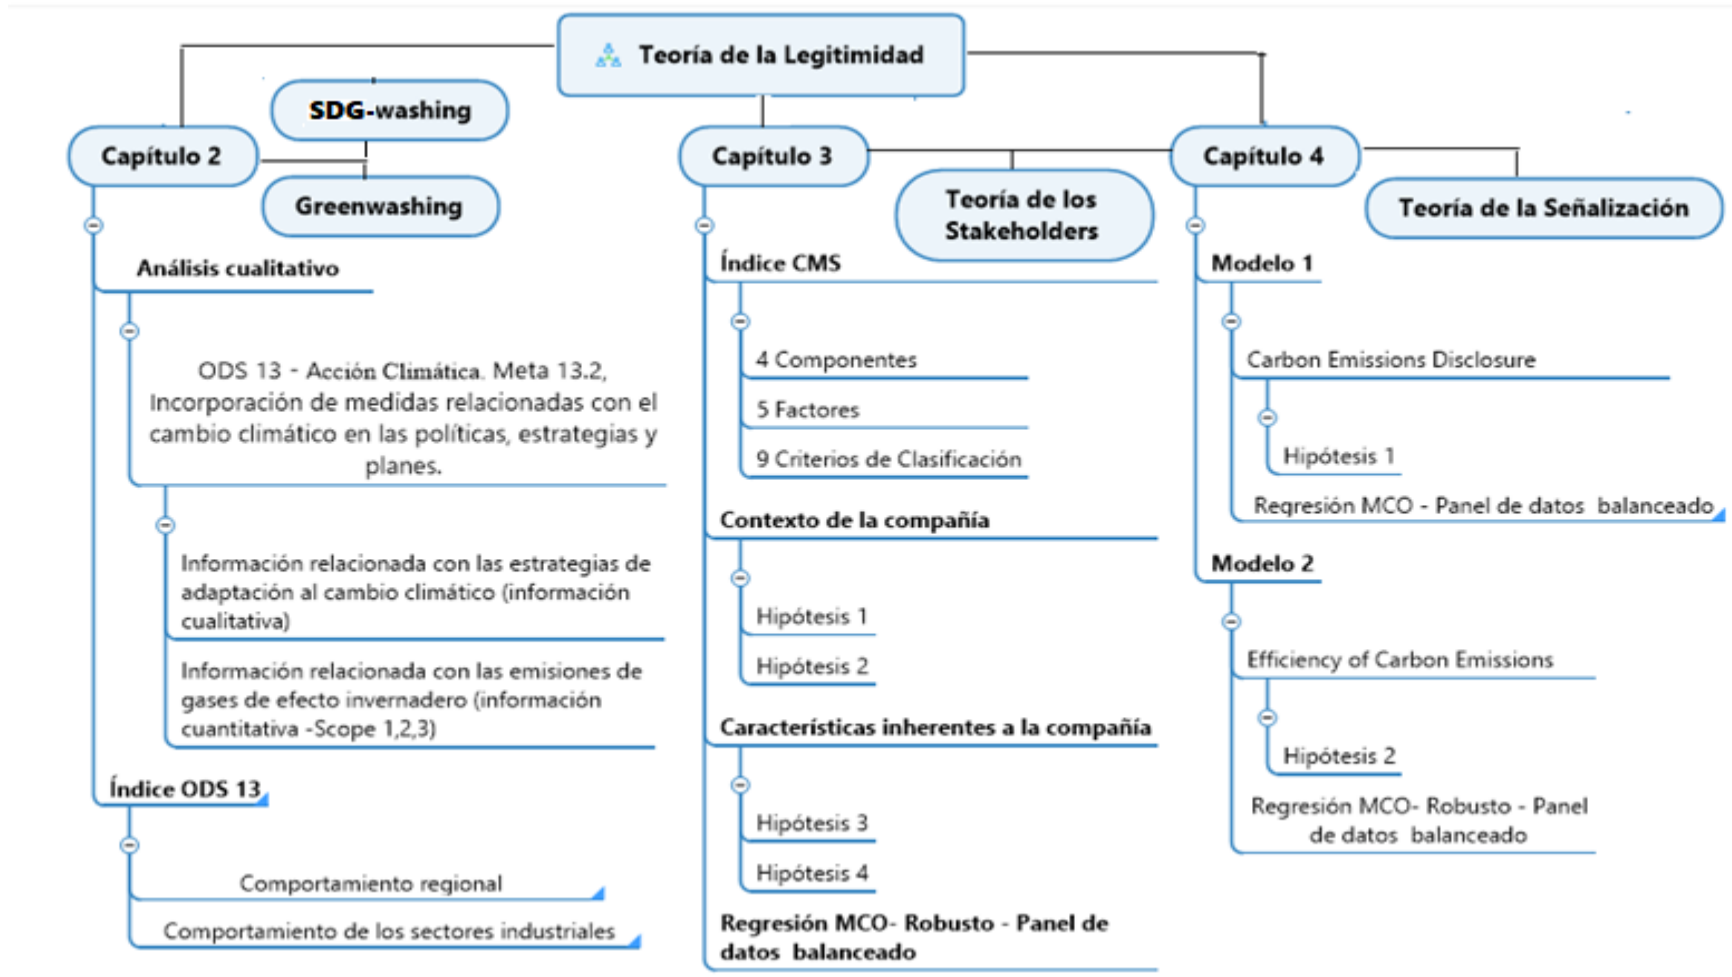 Teoría de la Legitimidad
SDG-washing
Capítulo 2
Greenwashing
Análisis cualitativo
ODS 13 - Acción Climática. Meta 13.2,
Incorporación de medidas relacionadas con el
cambio climático en las políticas, estrategias y
planes.
Información relacionada con las estrategias de
adaptación al cambio climático (información
cualitativa)
Información relacionada con las emisiones de
gases de efecto invernadero (información
cuantitativa -Scope 1,2,3)
Índice ODS 13
Comportamiento regional
Comportamiento de los sectores industriales
Capítulo 3
Teoría de los
Stakeholders
Índice CMS
4 Componentes
5 Factores
9 Criterios de Clasificación
Contexto de la compañía
Hipótesis 1
Hipótesis 2
Características inherentes a la compañía
Hipótesis 3
Hipótesis 4
Regresión MCO- Robusto - Panel de
datos balanceado
Capítulo 4
Teoría de la Señalización
Modelo 1
Carbon Emissions Disclosure
Hipótesis 1
Regresión MCO - Panel de datos balanceado
Modelo 2
Efficiency of Carbon Emissions
Hipótesis 2
Regresión MCO- Robusto - Panel
de datos balanceado